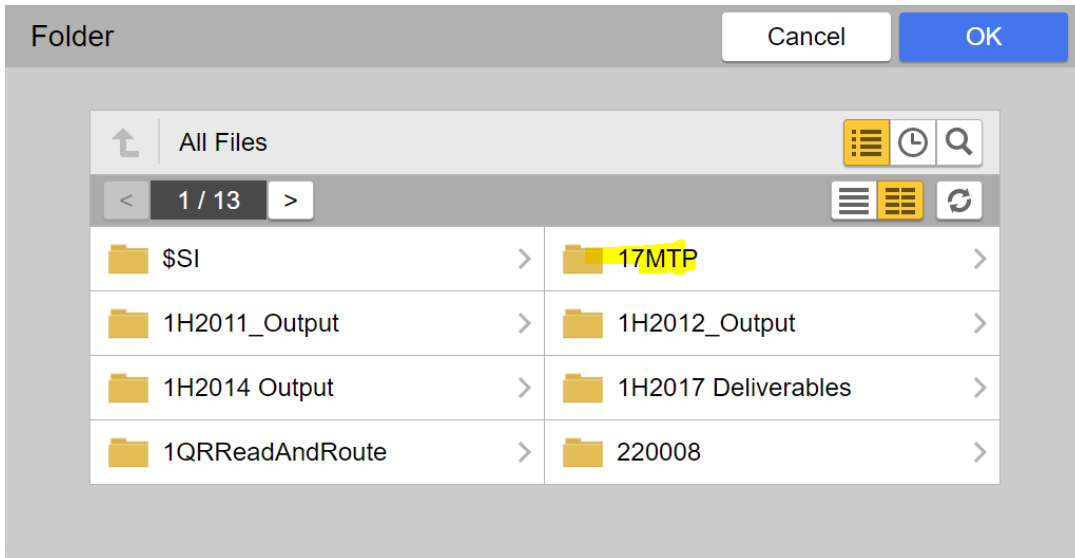 Folder Cancel OK
All Files
< 1 / 13 >
$SI 17MTP
1H2011_Output 1H2012_Output
1H2014 Output 1H2017 Deliverables
1QRReadAndRoute 220008